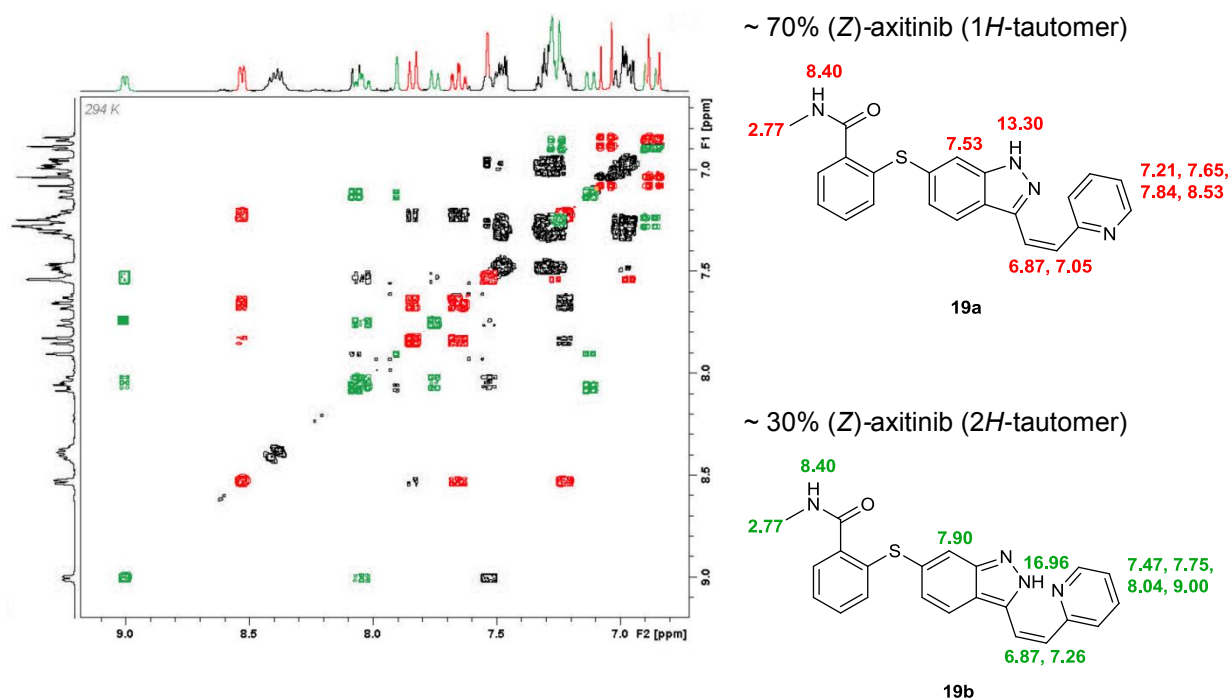 294 K
F1 [ppm]
7.0
7.5
8.0
8.5
9.0
9.0
8.5
8.0
7.5
7.0
F2 [ppm]
~ 70% (Z)-axitinib (1H-tautomer)
8.40
H
N
O
2.77
S
7.53
13.30
H
N
N
7.21, 7.65,
7.84, 8.53
N
6.87, 7.05
19a
~ 30% (Z)-axitinib (2H-tautomer)
8.40
H
N
O
2.77
S
7.90
N
16.96
NH
N
7.47, 7.75,
8.04, 9.00
6.87, 7.26
19b